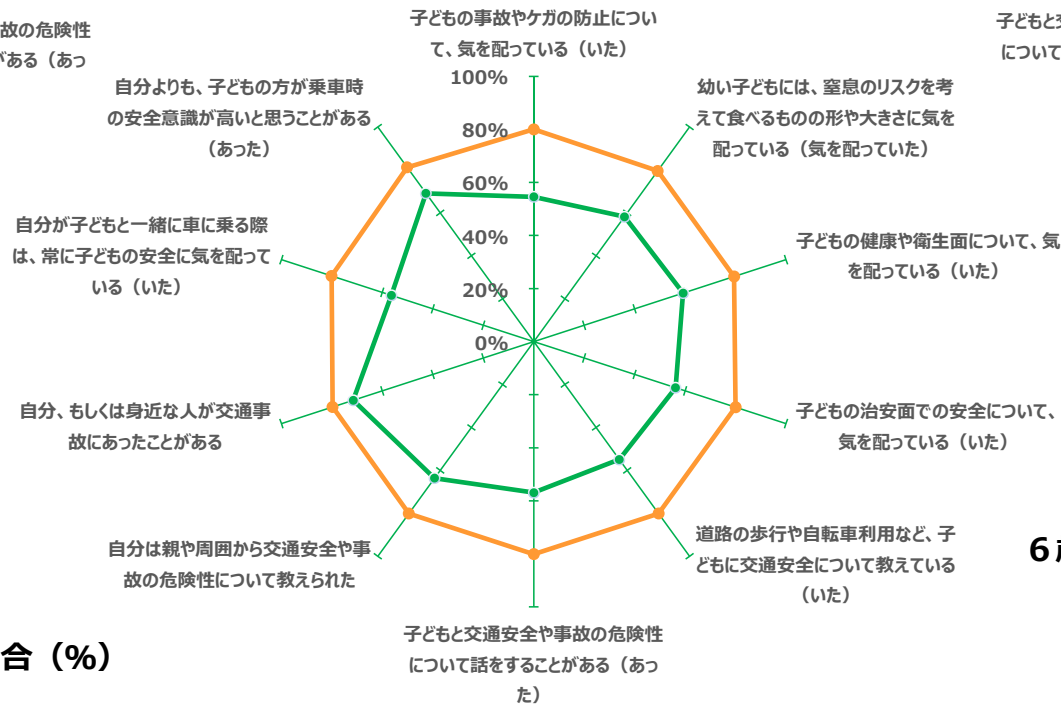 故の危険性
がある（あっ
子どもの事故やケガの防止につい
て、気を配っている（いた）
子どもと
について
自分よりも、子どもの方が乗車時
の安全意識が高いと思うことがある
（あった）
幼い子どもには、窒息のリスクを考
えて食べるものの形や大きさに気を
配っている（気を配っていた）
100%
80%
60%
40%
20%
0%
自分が子どもと一緒に車に乗る際
は、常に子どもの安全に気を配って
いる（いた）
子どもの健康や衛生面について、気
を配っている（いた）
自分、もしくは身近な人が交通事
故にあったことがある
子どもの治安面での安全について、
気を配っている（いた）
自分は親や周囲から交通安全や事
故の危険性について教えられた
道路の歩行や自転車利用など、子
どもに交通安全について教えている
（いた）
6
子どもと交通安全や事故の危険性
について話をすることがある（あっ
た）
合（%）